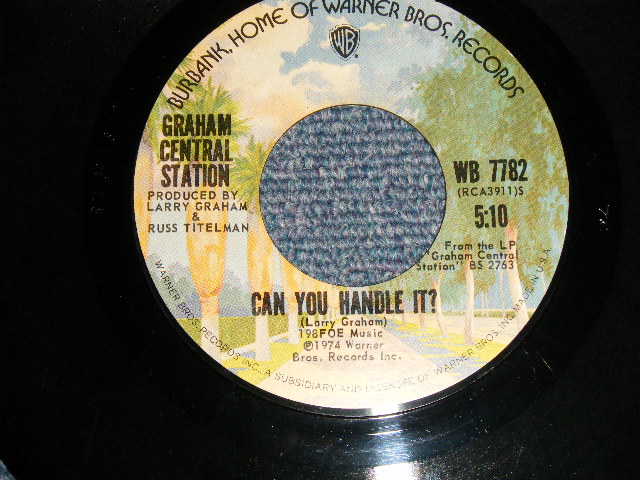 BURBANK, HOME OF WARNER BROS. RECORDS
WB
GRAHAM
CENTRAL
STATION
PRODUCED BY
LARRY GRAHAM
&
RUSS TITELMAN
WB 7782
(RCA3911)S
5:10
From the LP
"Graham Central
Station" BS 2763
CAN YOU HANDLE IT?
(Larry Graham)
198FOE Music
℗1974 Warner
Bros. Records Inc.
WARNER BROS. RECORDS INC., A SUBSIDIARY AND LICENSEE OF WARNER BROS. INC. MADE IN U.S.A.